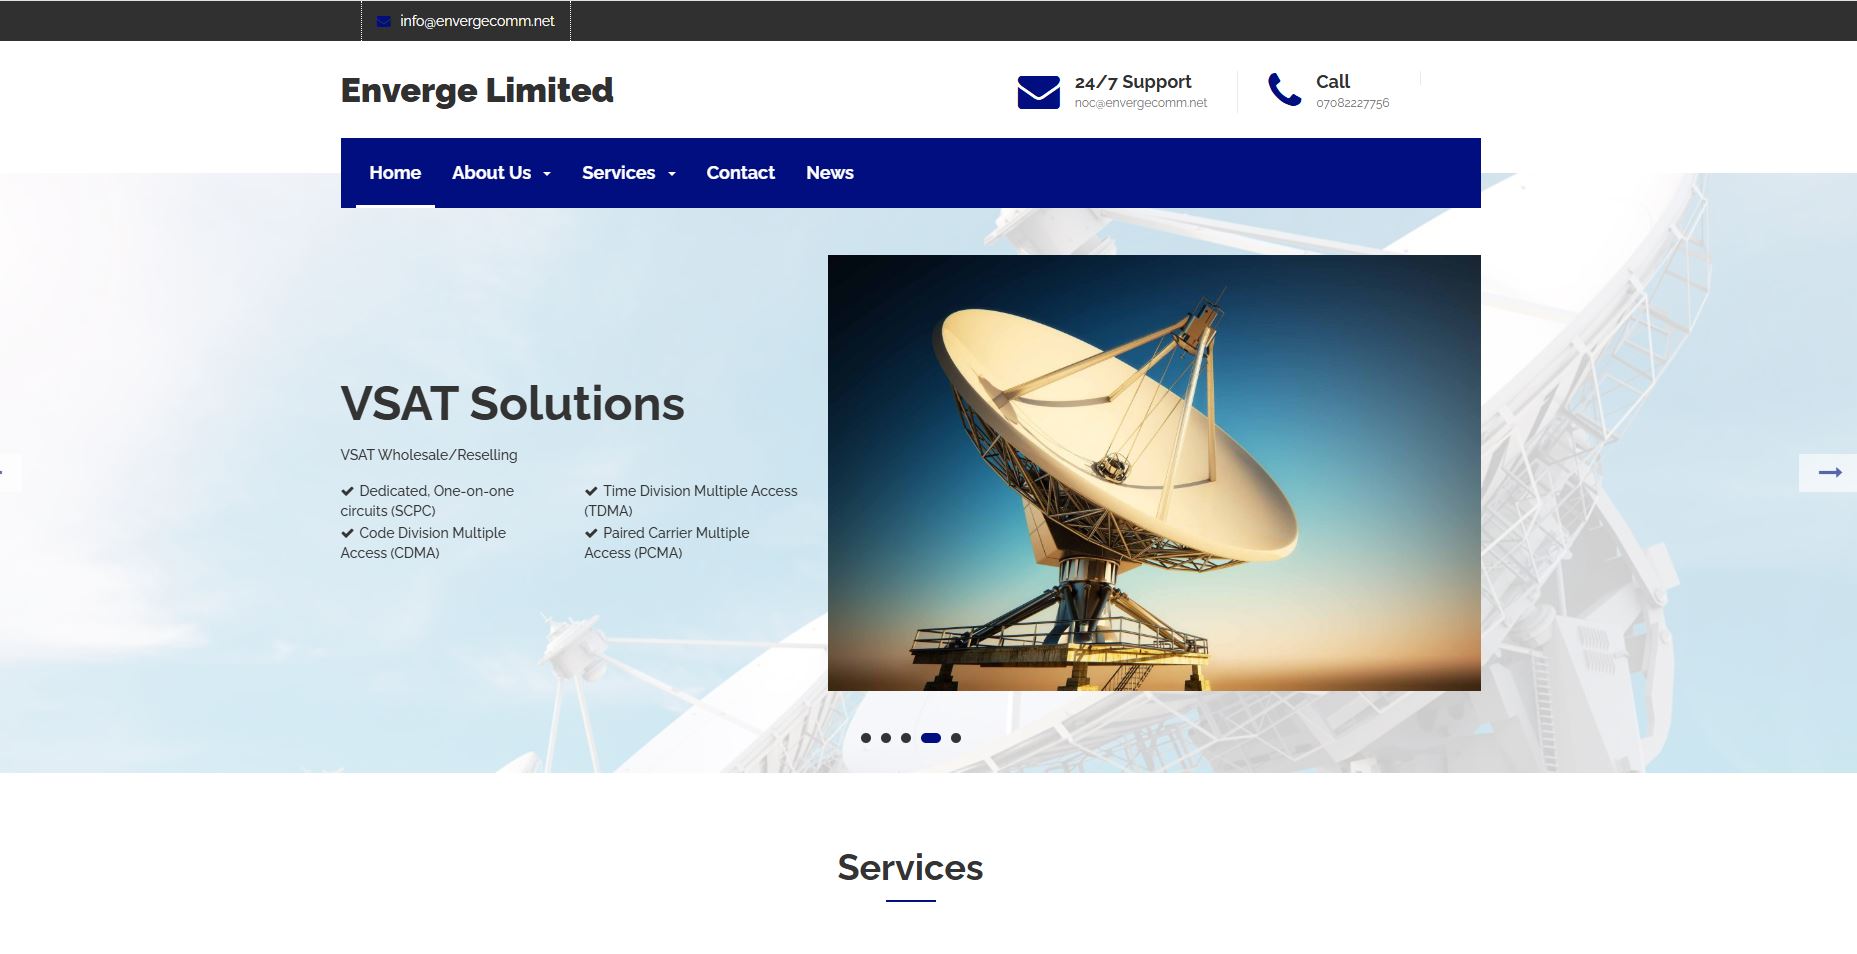 info@envergecomm.net
Enverge Limited
24/7 Support
noc@envergecomm.net
Call
07082227756
Home
About Us
Services
Contact
News
VSAT Solutions
VSAT Wholesale/Reselling
Dedicated, One-on-one
circuits (SCPC)
Code Division Multiple
Access (CDMA)
Time Division Multiple Access
(TDMA)
Paired Carrier Multiple
Access (PCMA)
Services